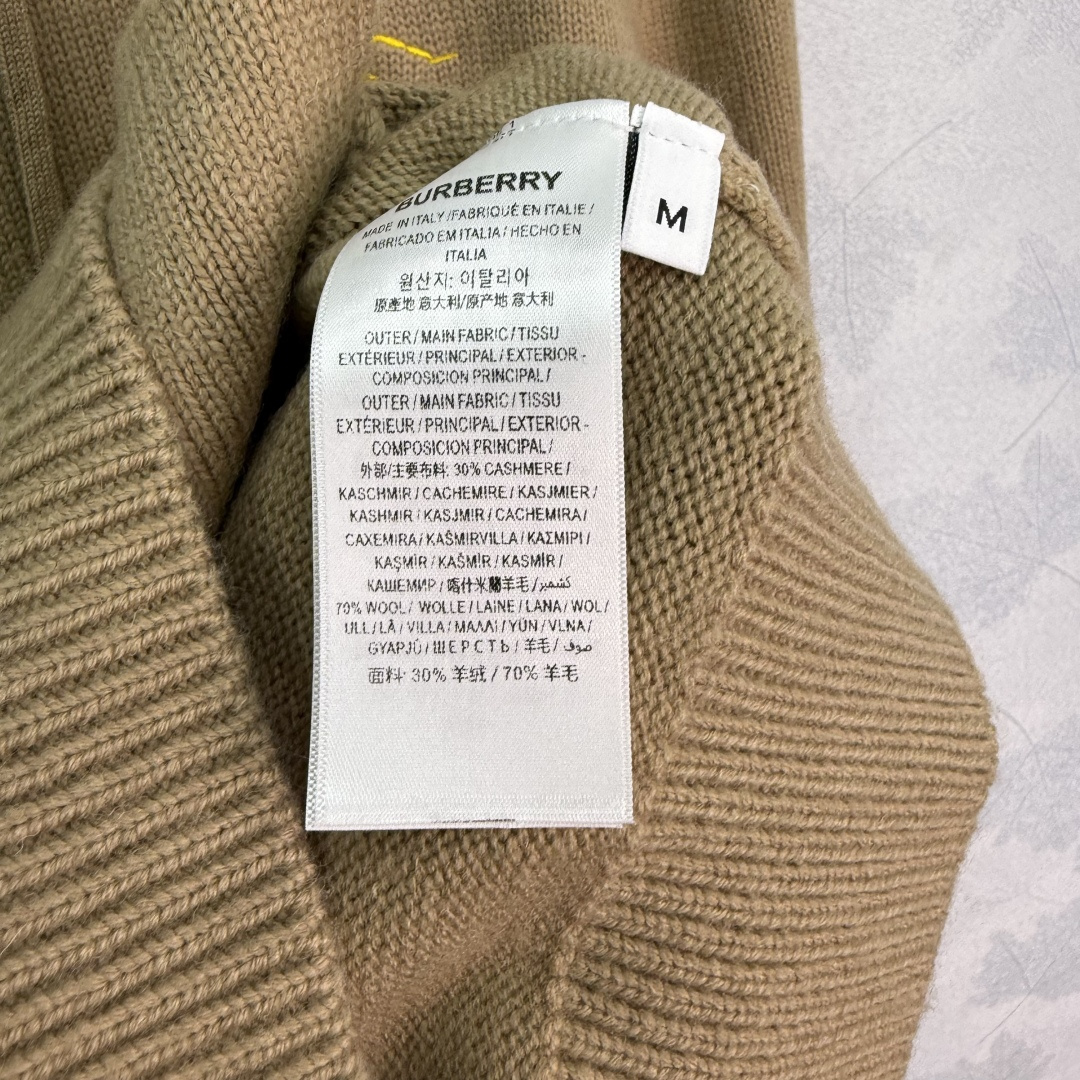 BURBERRY
MADE IN ITALY/FABRIQUÉ EN ITALIE/
FABRICADO EM ITALIA/HECHO EN
ITALIA
원산지: 이탈리아
原產地 意大利/原产地 意大利
OUTER/MAIN FABRIC/TISSU
EXTÉRIEUR/PRINCIPAL/EXTERIOR -
COMPOSICION PRINCIPAL/
OUTER/MAIN FABRIC/TISSU
EXTÉRIEUR/PRINCIPAL/EXTERIOR -
COMPOSICION PRINCIPAL/
外部/主要布料: 30% CASHMERE/
KASCHMIR/CACHEMIRE/KASJMIER/
KASHMIR/KASJMIR/CACHEMIRA/
CAXEMIRA/KAŠMIRVILLA/ΚΑΣΜΙΡΙ/
KAŞMİR/KAŠMÍR/KASMÍR/
КАШЕМИР/喀什米爾羊毛/كشمير
70% WOOL/WOLLE/LAINE/LANA/WOL/
ULL/LÃ/VILLA/ΜΑΛΛΙ/YÜN/VLNA/
GYAPJÚ/ШЕРСТЬ/羊毛/صوف
面料: 30% 羊绒/70% 羊毛
M